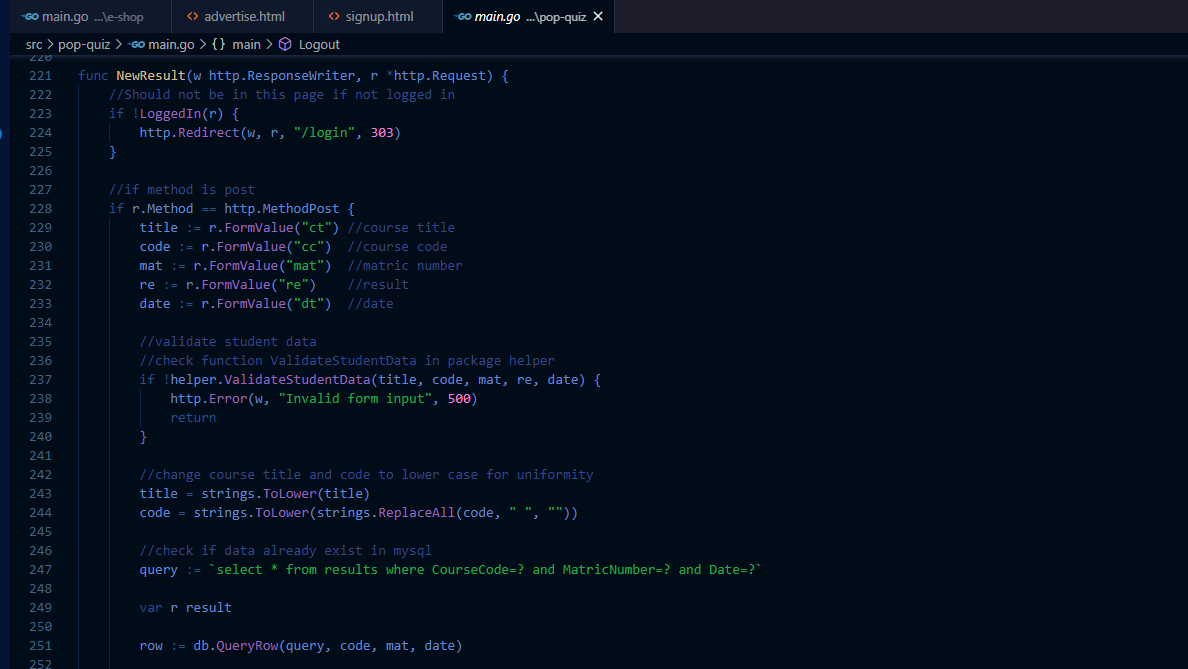 main.go ...\e-shop advertise.html signup.html main.go ...\pop-quiz
src > pop-quiz > main.go > {} main > Logout
220
221 func NewResult(w http.ResponseWriter, r *http.Request) {
222 //Should not be in this page if not logged in
223 if !LoggedIn(r) {
224 http.Redirect(w, r, "/login", 303)
225 }
226
227 //if method is post
228 if r.Method == http.MethodPost {
229 title := r.FormValue("ct") //course title
230 code := r.FormValue("cc") //course code
231 mat := r.FormValue("mat") //matric number
232 re := r.FormValue("re") //result
233 date := r.FormValue("dt") //date
234
235 //validate student data
236 //check function ValidateStudentData in package helper
237 if !helper.ValidateStudentData(title, code, mat, re, date) {
238 http.Error(w, "Invalid form input", 500)
239 return
240 }
241
242 //change course title and code to lower case for uniformity
243 title = strings.ToLower(title)
244 code = strings.ToLower(strings.ReplaceAll(code, " ", ""))
245
246 //check if data already exist in mysql
247 query := `select * from results where CourseCode=? and MatricNumber=? and Date=?`
248
249 var r result
250
251 row := db.QueryRow(query, code, mat, date)
252